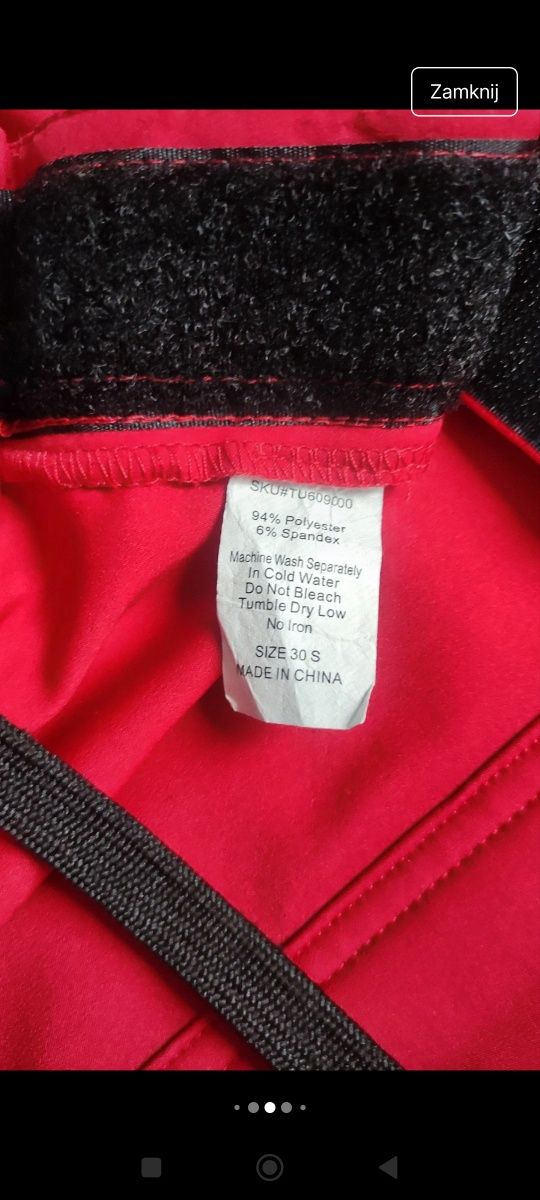 Zamknij
SKU#TU609000
94% Polyester
6% Spandex
Machine Wash Separately
In Cold Water
Do Not Bleach
Tumble Dry Low
No Iron
SIZE 30 S
MADE IN CHINA